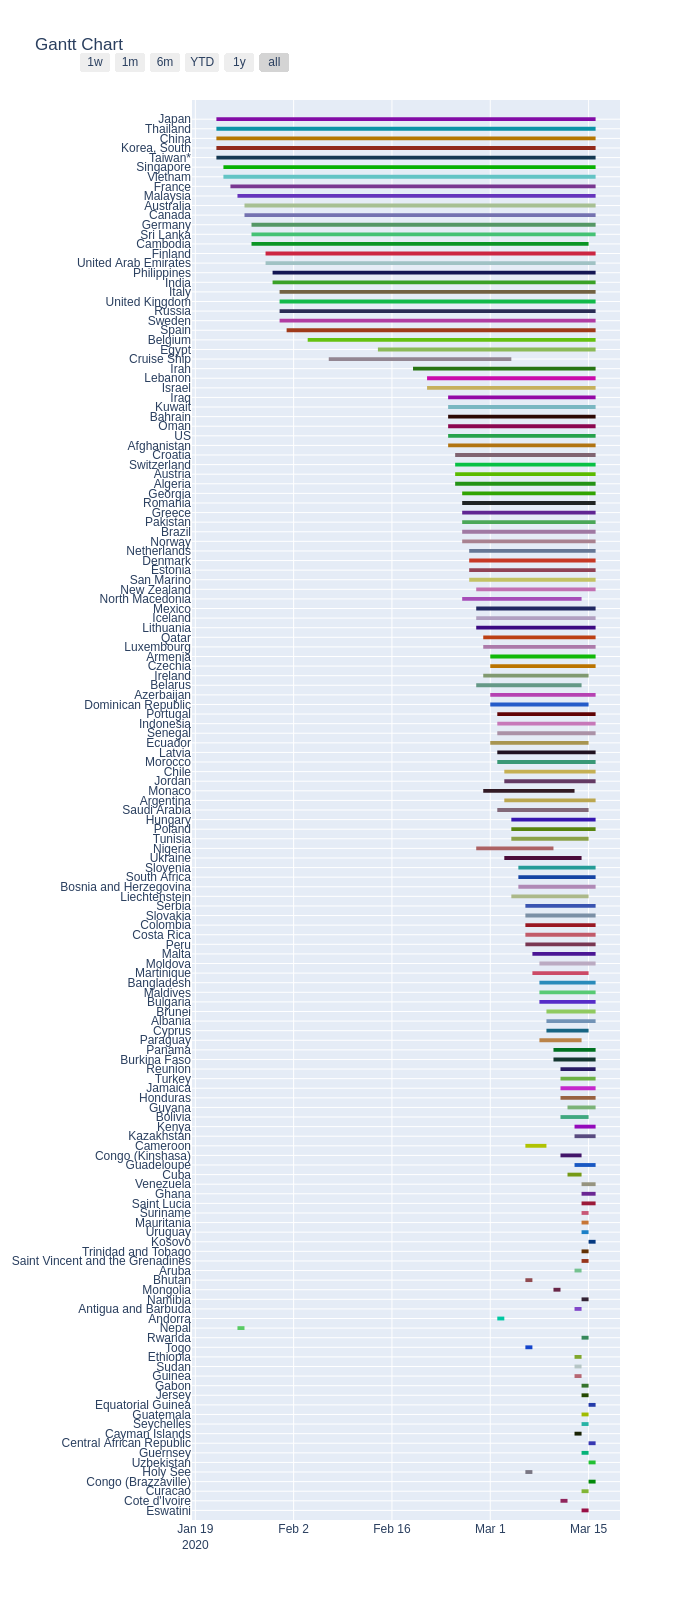 Gantt Chart
1w 1m 6m YTD 1y all
Japan
Thailand
China
Korea, South
Taiwan*
Singapore
Vietnam
France
Malaysia
Australia
Canada
Germany
Sri Lanka
Cambodia
Finland
United Arab Emirates
Philippines
India
Italy
United Kingdom
Russia
Sweden
Spain
Belgium
Egypt
Cruise Ship
Iran
Lebanon
Israel
Iraq
Kuwait
Bahrain
Oman
US
Afghanistan
Croatia
Switzerland
Austria
Algeria
Georgia
Romania
Greece
Pakistan
Brazil
Norway
Netherlands
Denmark
Estonia
San Marino
New Zealand
North Macedonia
Mexico
Iceland
Lithuania
Qatar
Luxembourg
Armenia
Czechia
Ireland
Belarus
Azerbaijan
Dominican Republic
Portugal
Indonesia
Senegal
Ecuador
Latvia
Morocco
Chile
Jordan
Monaco
Argentina
Saudi Arabia
Hungary
Poland
Tunisia
Nigeria
Ukraine
Slovenia
South Africa
Bosnia and Herzegovina
Liechtenstein
Serbia
Slovakia
Colombia
Costa Rica
Peru
Malta
Moldova
Martinique
Bangladesh
Maldives
Bulgaria
Brunei
Albania
Cyprus
Paraguay
Panama
Burkina Faso
Reunion
Turkey
Jamaica
Honduras
Guyana
Bolivia
Kenya
Kazakhstan
Cameroon
Congo (Kinshasa)
Guadeloupe
Cuba
Venezuela
Ghana
Saint Lucia
Suriname
Mauritania
Uruguay
Kosovo
Trinidad and Tobago
Saint Vincent and the Grenadines
Aruba
Bhutan
Mongolia
Namibia
Antigua and Barbuda
Andorra
Nepal
Rwanda
Togo
Ethiopia
Sudan
Guinea
Gabon
Jersey
Equatorial Guinea
Guatemala
Seychelles
Cayman Islands
Central African Republic
Guernsey
Uzbekistan
Holy See
Congo (Brazzaville)
Curacao
Cote d'Ivoire
Eswatini
Jan 19 Feb 2 Feb 16 Mar 1 Mar 15
2020